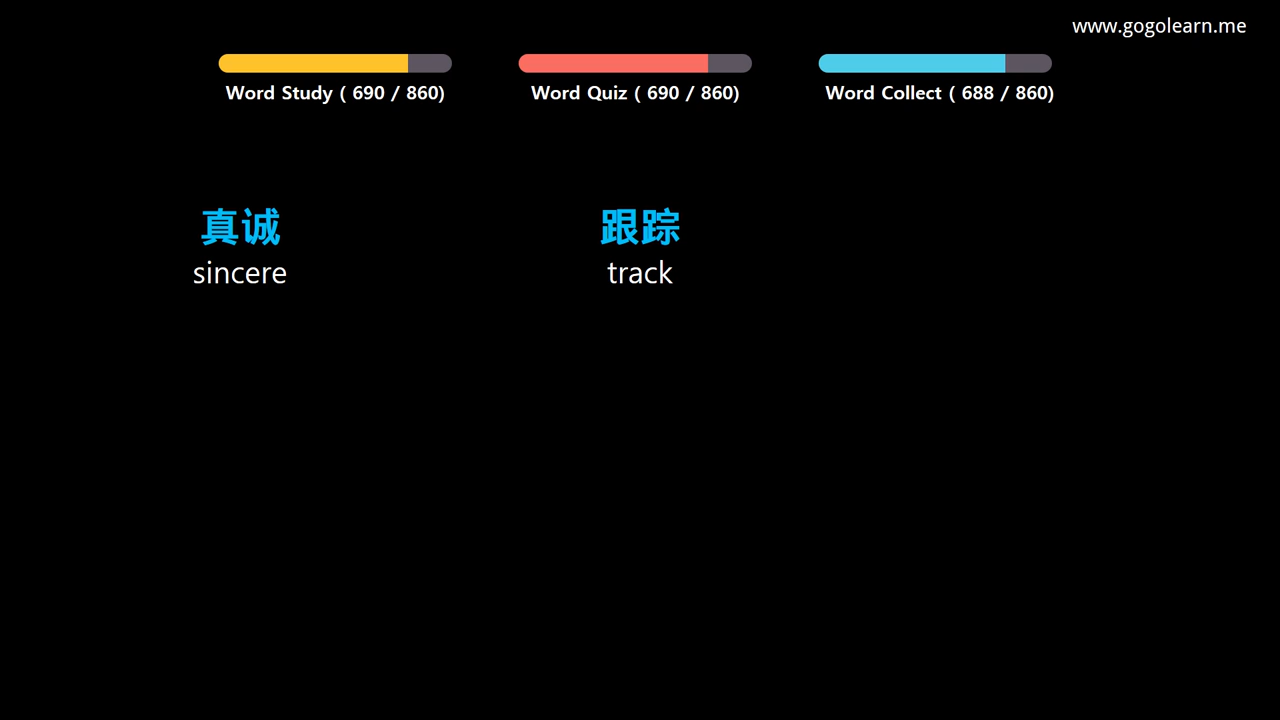 www.gogolearn.me
Word Study ( 690 / 860)
Word Quiz ( 690 / 860)
Word Collect ( 688 / 860)
真诚
sincere
跟踪
track